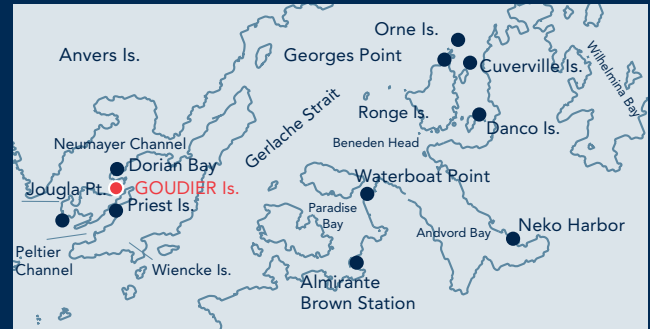 Orne Is.
Anvers Is.
Georges Point
Cuverville Is.
Wilhelmina Bay
Gerlache Strait
Ronge Is.
Danco Is.
Neumayer Channel
Beneden Head
Dorian Bay
Waterboat Point
Jougla Pt.
GOUDIER Is.
Priest Is.
Paradise
Bay
Andvord Bay
Neko Harbor
Peltier
Channel
Wiencke Is.
Almirante
Brown Station